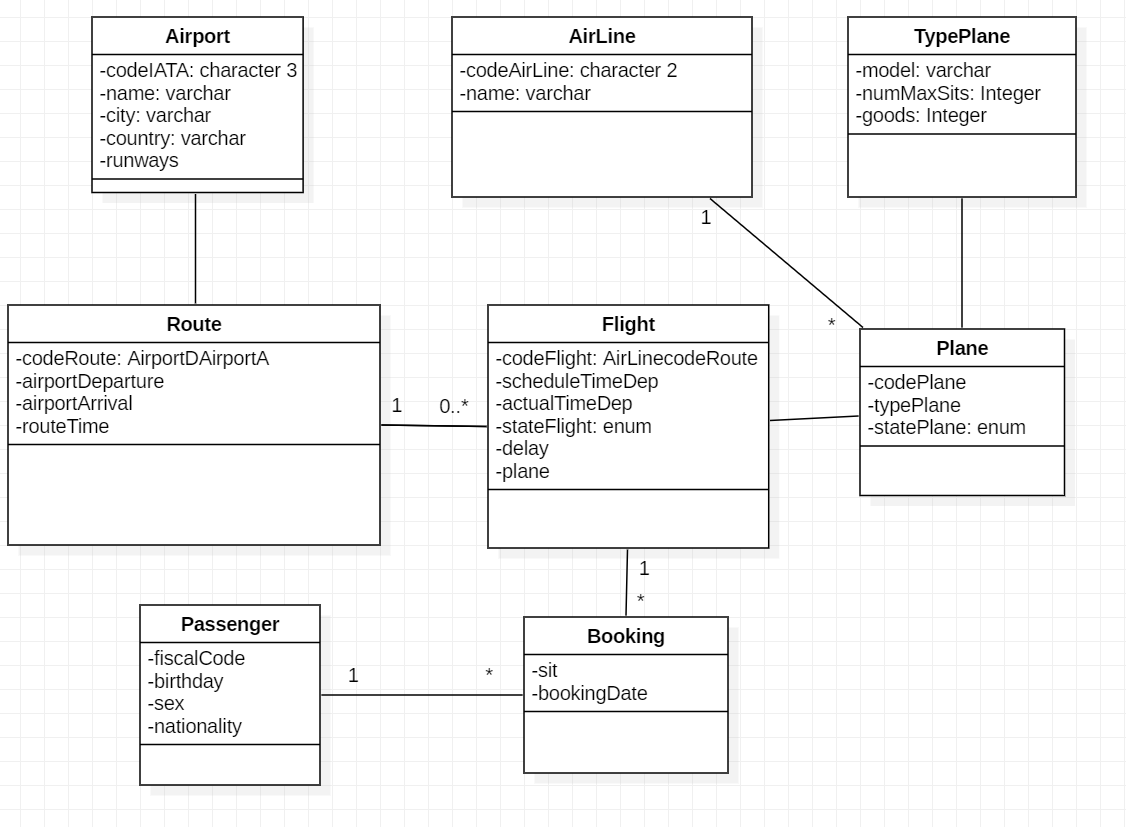 Airport
-codeIATA: character 3
-name: varchar
-city: varchar
-country: varchar
-runways
AirLine
-codeAirLine: character 2
-name: varchar
TypePlane
-model: varchar
-numMaxSits: Integer
-goods: Integer
1
*
Route
-codeRoute: AirportDAirportA
-airportDeparture
-airportArrival
-routeTime
1
0..*
Flight
-codeFlight: AirLinecodeRoute
-scheduleTimeDep
-actualTimeDep
-stateFlight: enum
-delay
-plane
Plane
-codePlane
-typePlane
-statePlane: enum
1
*
Passenger
-fiscalCode
-birthday
-sex
-nationality
1
*
Booking
-sit
-bookingDate